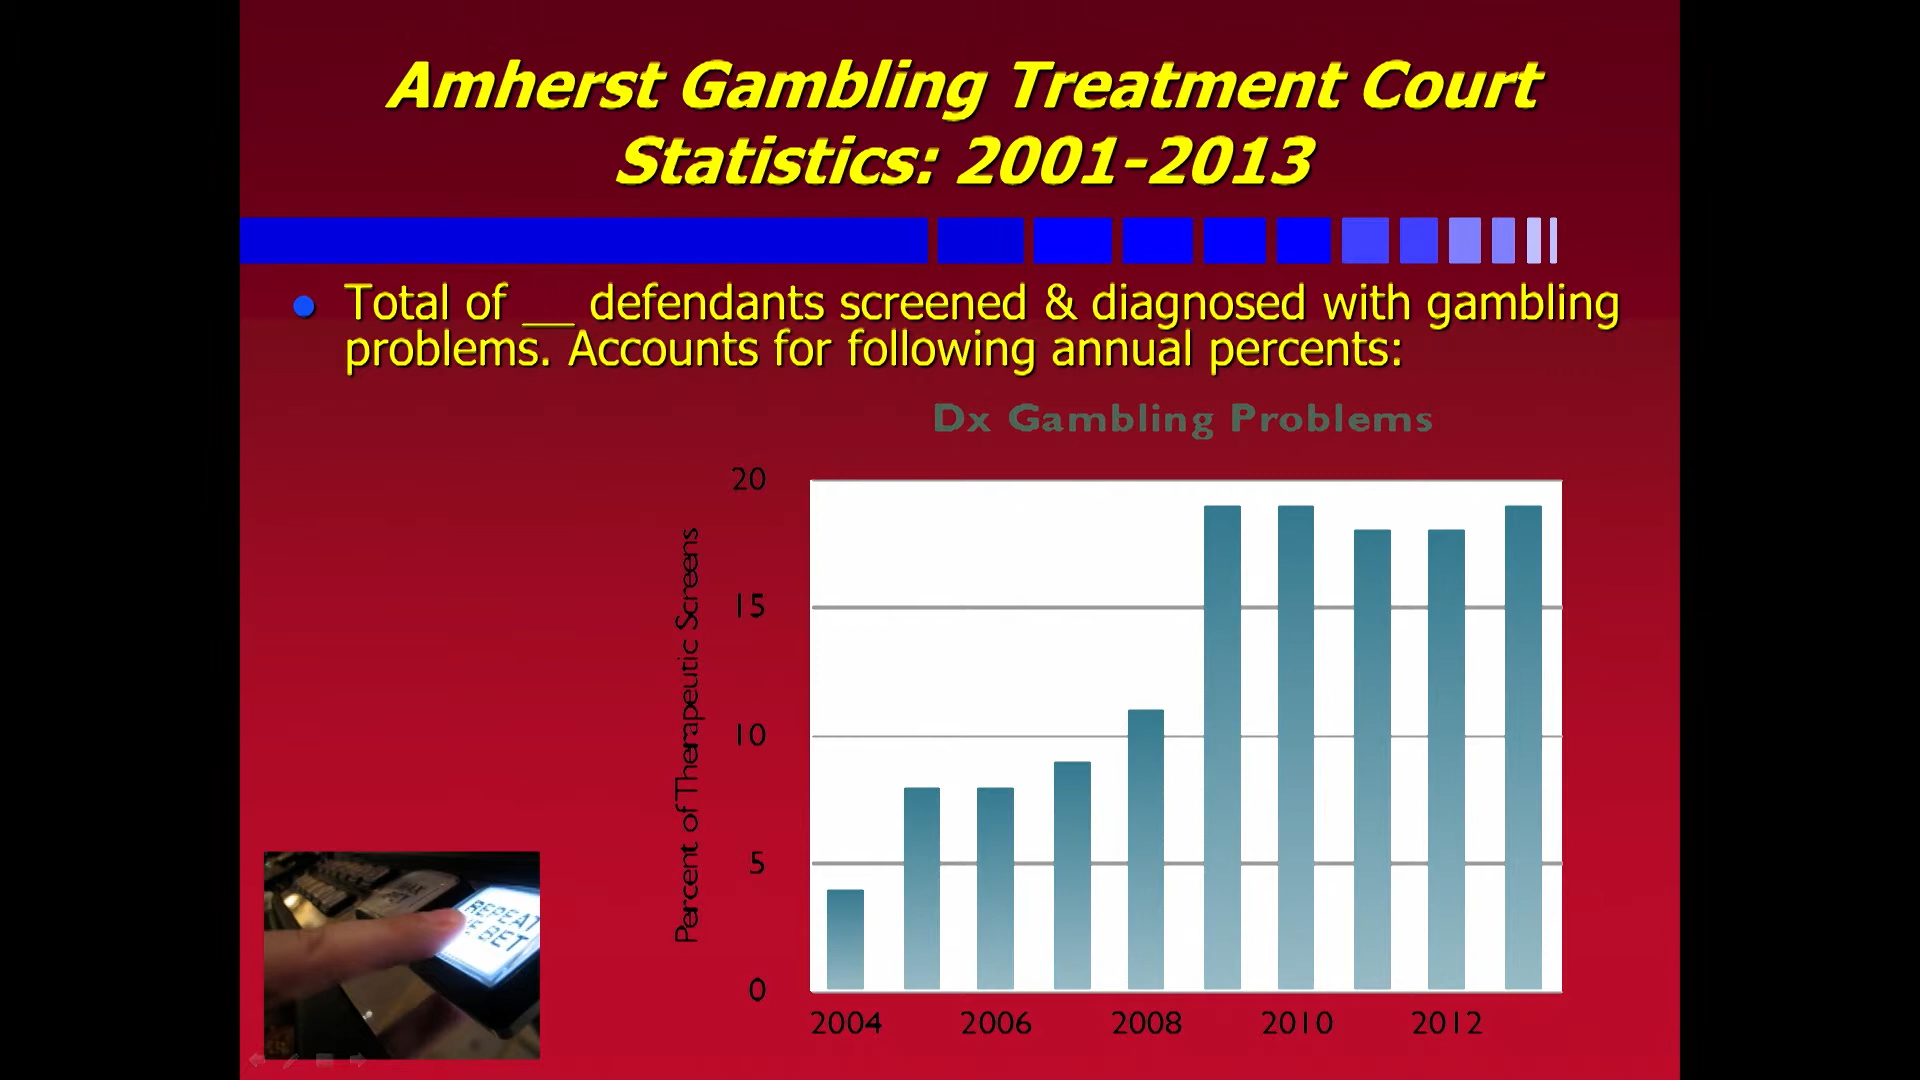 Amherst Gambling Treatment Court
Statistics: 2001-2013
Total of __ defendants screened & diagnosed with gambling
problems. Accounts for following annual percents:
Dx Gambling Problems
Percent of Therapeutic Screens
20
15
10
5
0
2004 2006 2008 2010 2012
REPEAT
BET